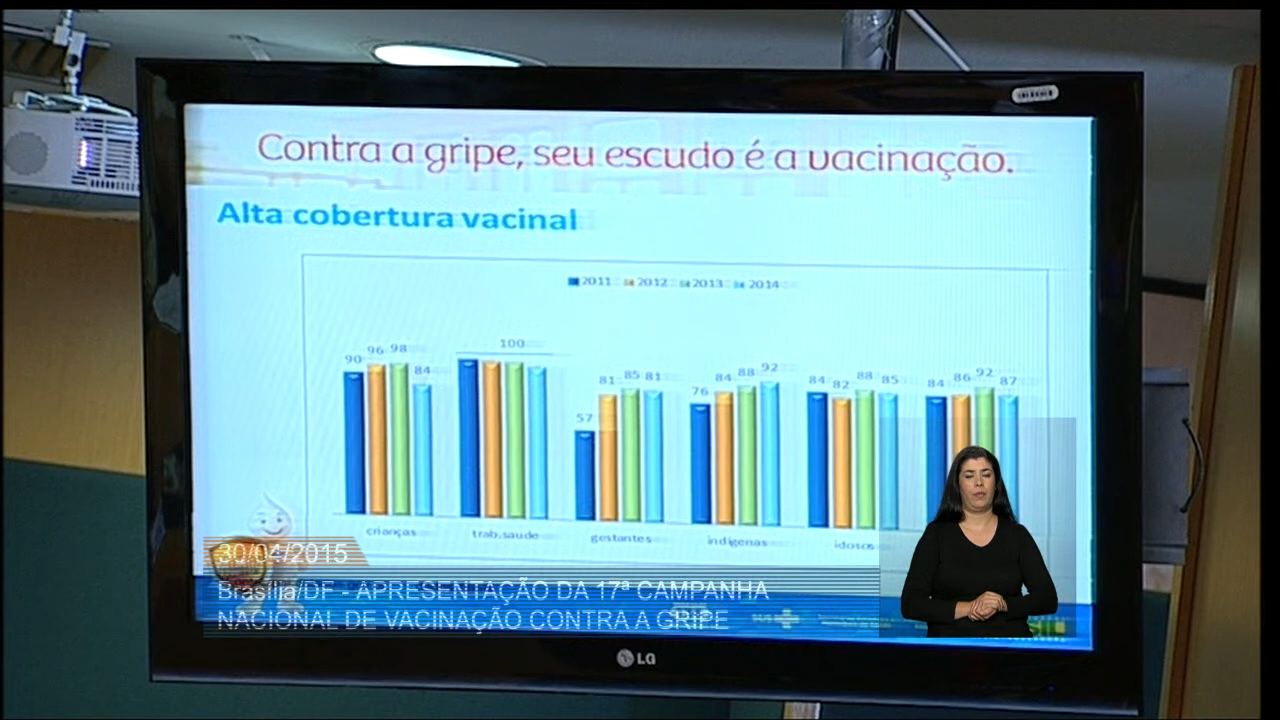 Contra a gripe, seu escudo é a vacinação.
Alta cobertura vacinal
2011 2012 2013 2014
90 96 98 84
100
57 81 85 81
76 84 88 92
84 82 88 85
84 86 92 87
crianças trab.saude gestantes indigenas idosos
30/04/2015
Brasília/DF - APRESENTAÇÃO DA 17ª CAMPANHA
NACIONAL DE VACINAÇÃO CONTRA A GRIPE
SUS
LG